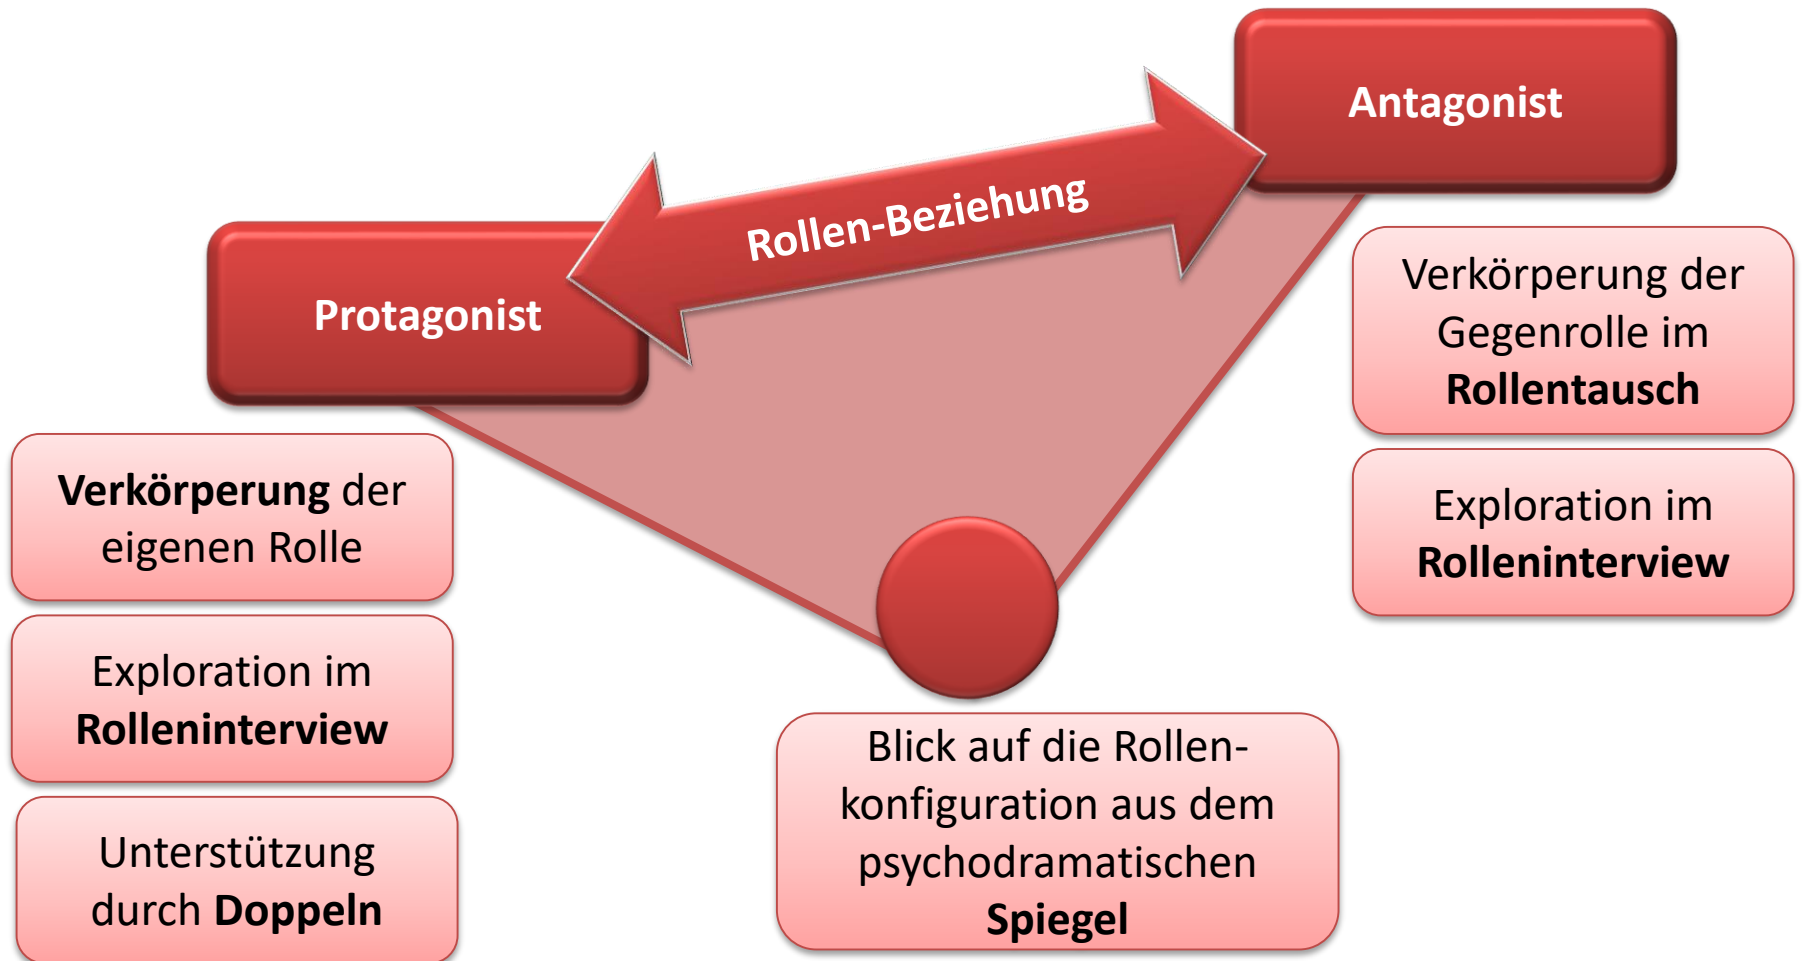 Antagonist
Rollen-Beziehung
Protagonist
Verkörperung der
Gegenrolle im
Rollentausch
Exploration im
Rolleninterview
Verkörperung der
eigenen Rolle
Exploration im
Rolleninterview
Unterstützung
durch Doppeln
Blick auf die Rollen-
konfiguration aus dem
psychodramatischen
Spiegel